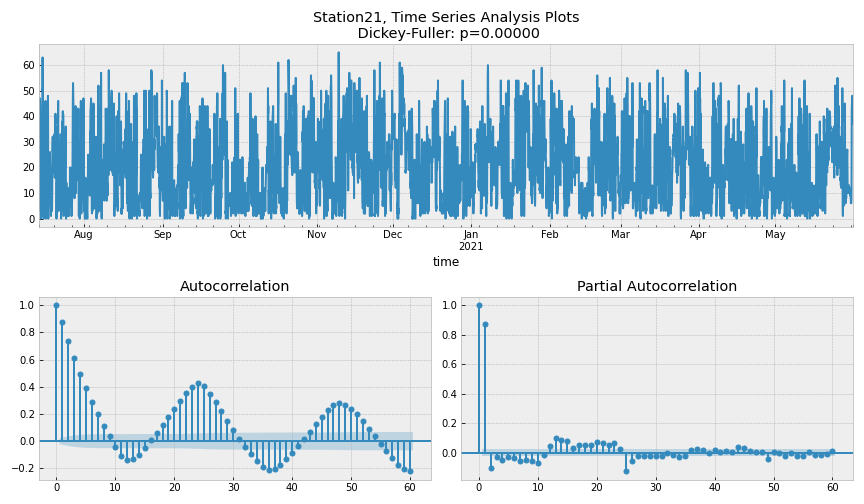 Station21, Time Series Analysis Plots
Dickey-Fuller: p=0.00000
60
50
40
30
20
10
0
Aug Sep Oct Nov Dec Jan Feb Mar Apr May
2021
time
Autocorrelation
1.0
0.8
0.6
0.4
0.2
0.0
−0.2
0 10 20 30 40 50 60
Partial Autocorrelation
1.0
0.8
0.6
0.4
0.2
0.0
0 10 20 30 40 50 60